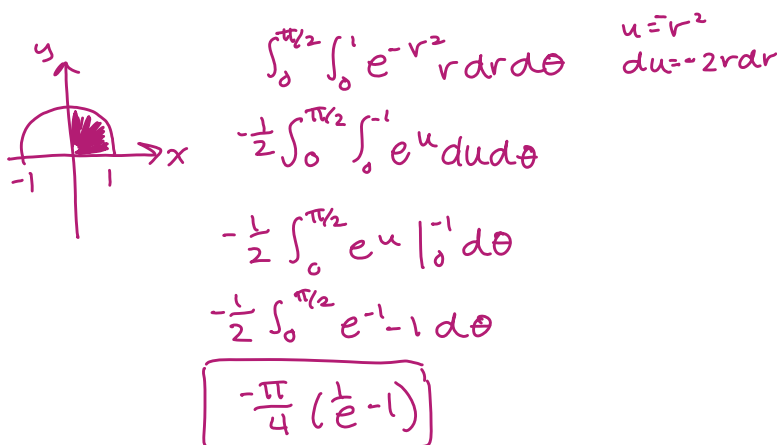 y
x
-1 1
∫₀^{π/2} ∫₀^{1} e^{-r²} r dr dθ
u = -r²
du = -2r dr
-1/2 ∫₀^{π/2} ∫₀^{-1} e^u du dθ
-1/2 ∫₀^{π/2} e^u |₀^{-1} dθ
-1/2 ∫₀^{π/2} e^{-1} - 1 dθ
-π/4 (1/e - 1)